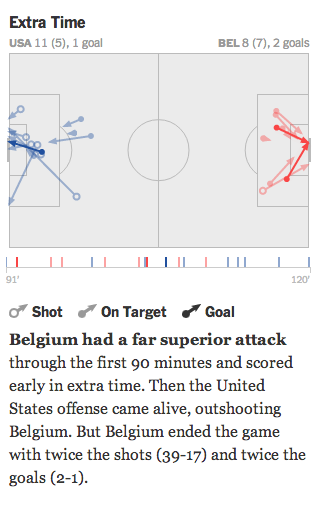 Extra Time
USA 11 (5), 1 goal BEL 8 (7), 2 goals
91' 120'
Shot On Target Goal
Belgium had a far superior attack
through the first 90 minutes and scored
early in extra time. Then the United
States offense came alive, outshooting
Belgium. But Belgium ended the game
with twice the shots (39-17) and twice the
goals (2-1).